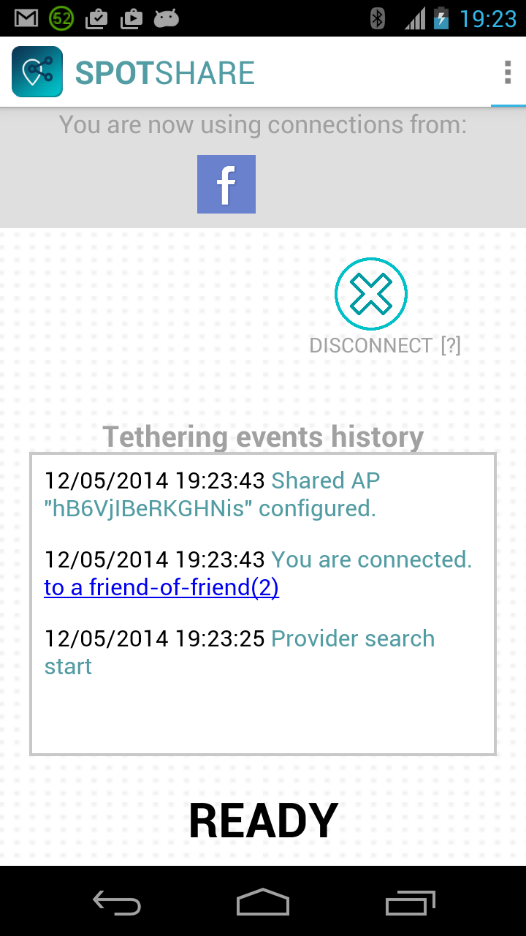 52
19:23
SPOTSHARE
You are now using connections from:
f
DISCONNECT [?]
Tethering events history
12/05/2014 19:23:43 Shared AP
"hB6VjIBeRKGHNis" configured.
12/05/2014 19:23:43 You are connected.
to a friend-of-friend(2)
12/05/2014 19:23:25 Provider search
start
READY